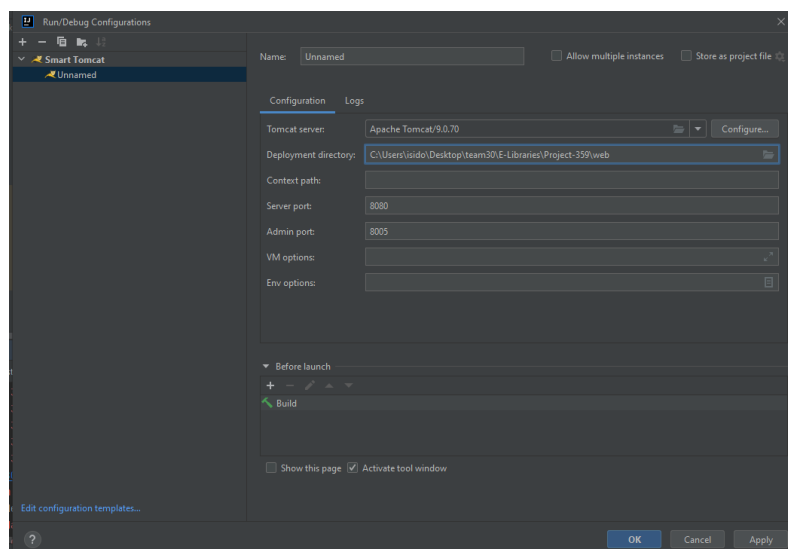 Run/Debug Configurations
Smart Tomcat
Unnamed
Name: Unnamed Allow multiple instances Store as project file
Configuration Logs
Tomcat server: Apache Tomcat/9.0.70 Configure...
Deployment directory: C:\Users\isido\Desktop\team30\E-Libraries\Project-359\web
Context path:
Server port: 8080
Admin port: 8005
VM options:
Env options:
Before launch
Build
Show this page Activate tool window
Edit configuration templates...
? OK Cancel Apply